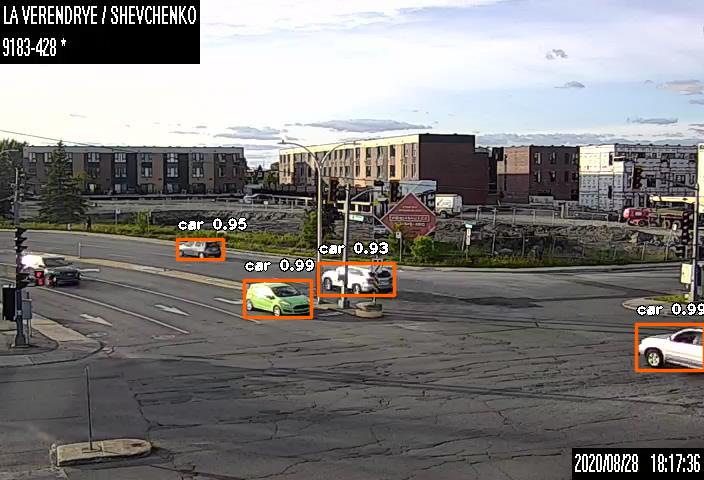 LA VERENDRYE / SHEVCHENKO
9183-428 *
car 0.95
car 0.93
car 0.99
car 0.99
2020/08/28 18:17:36